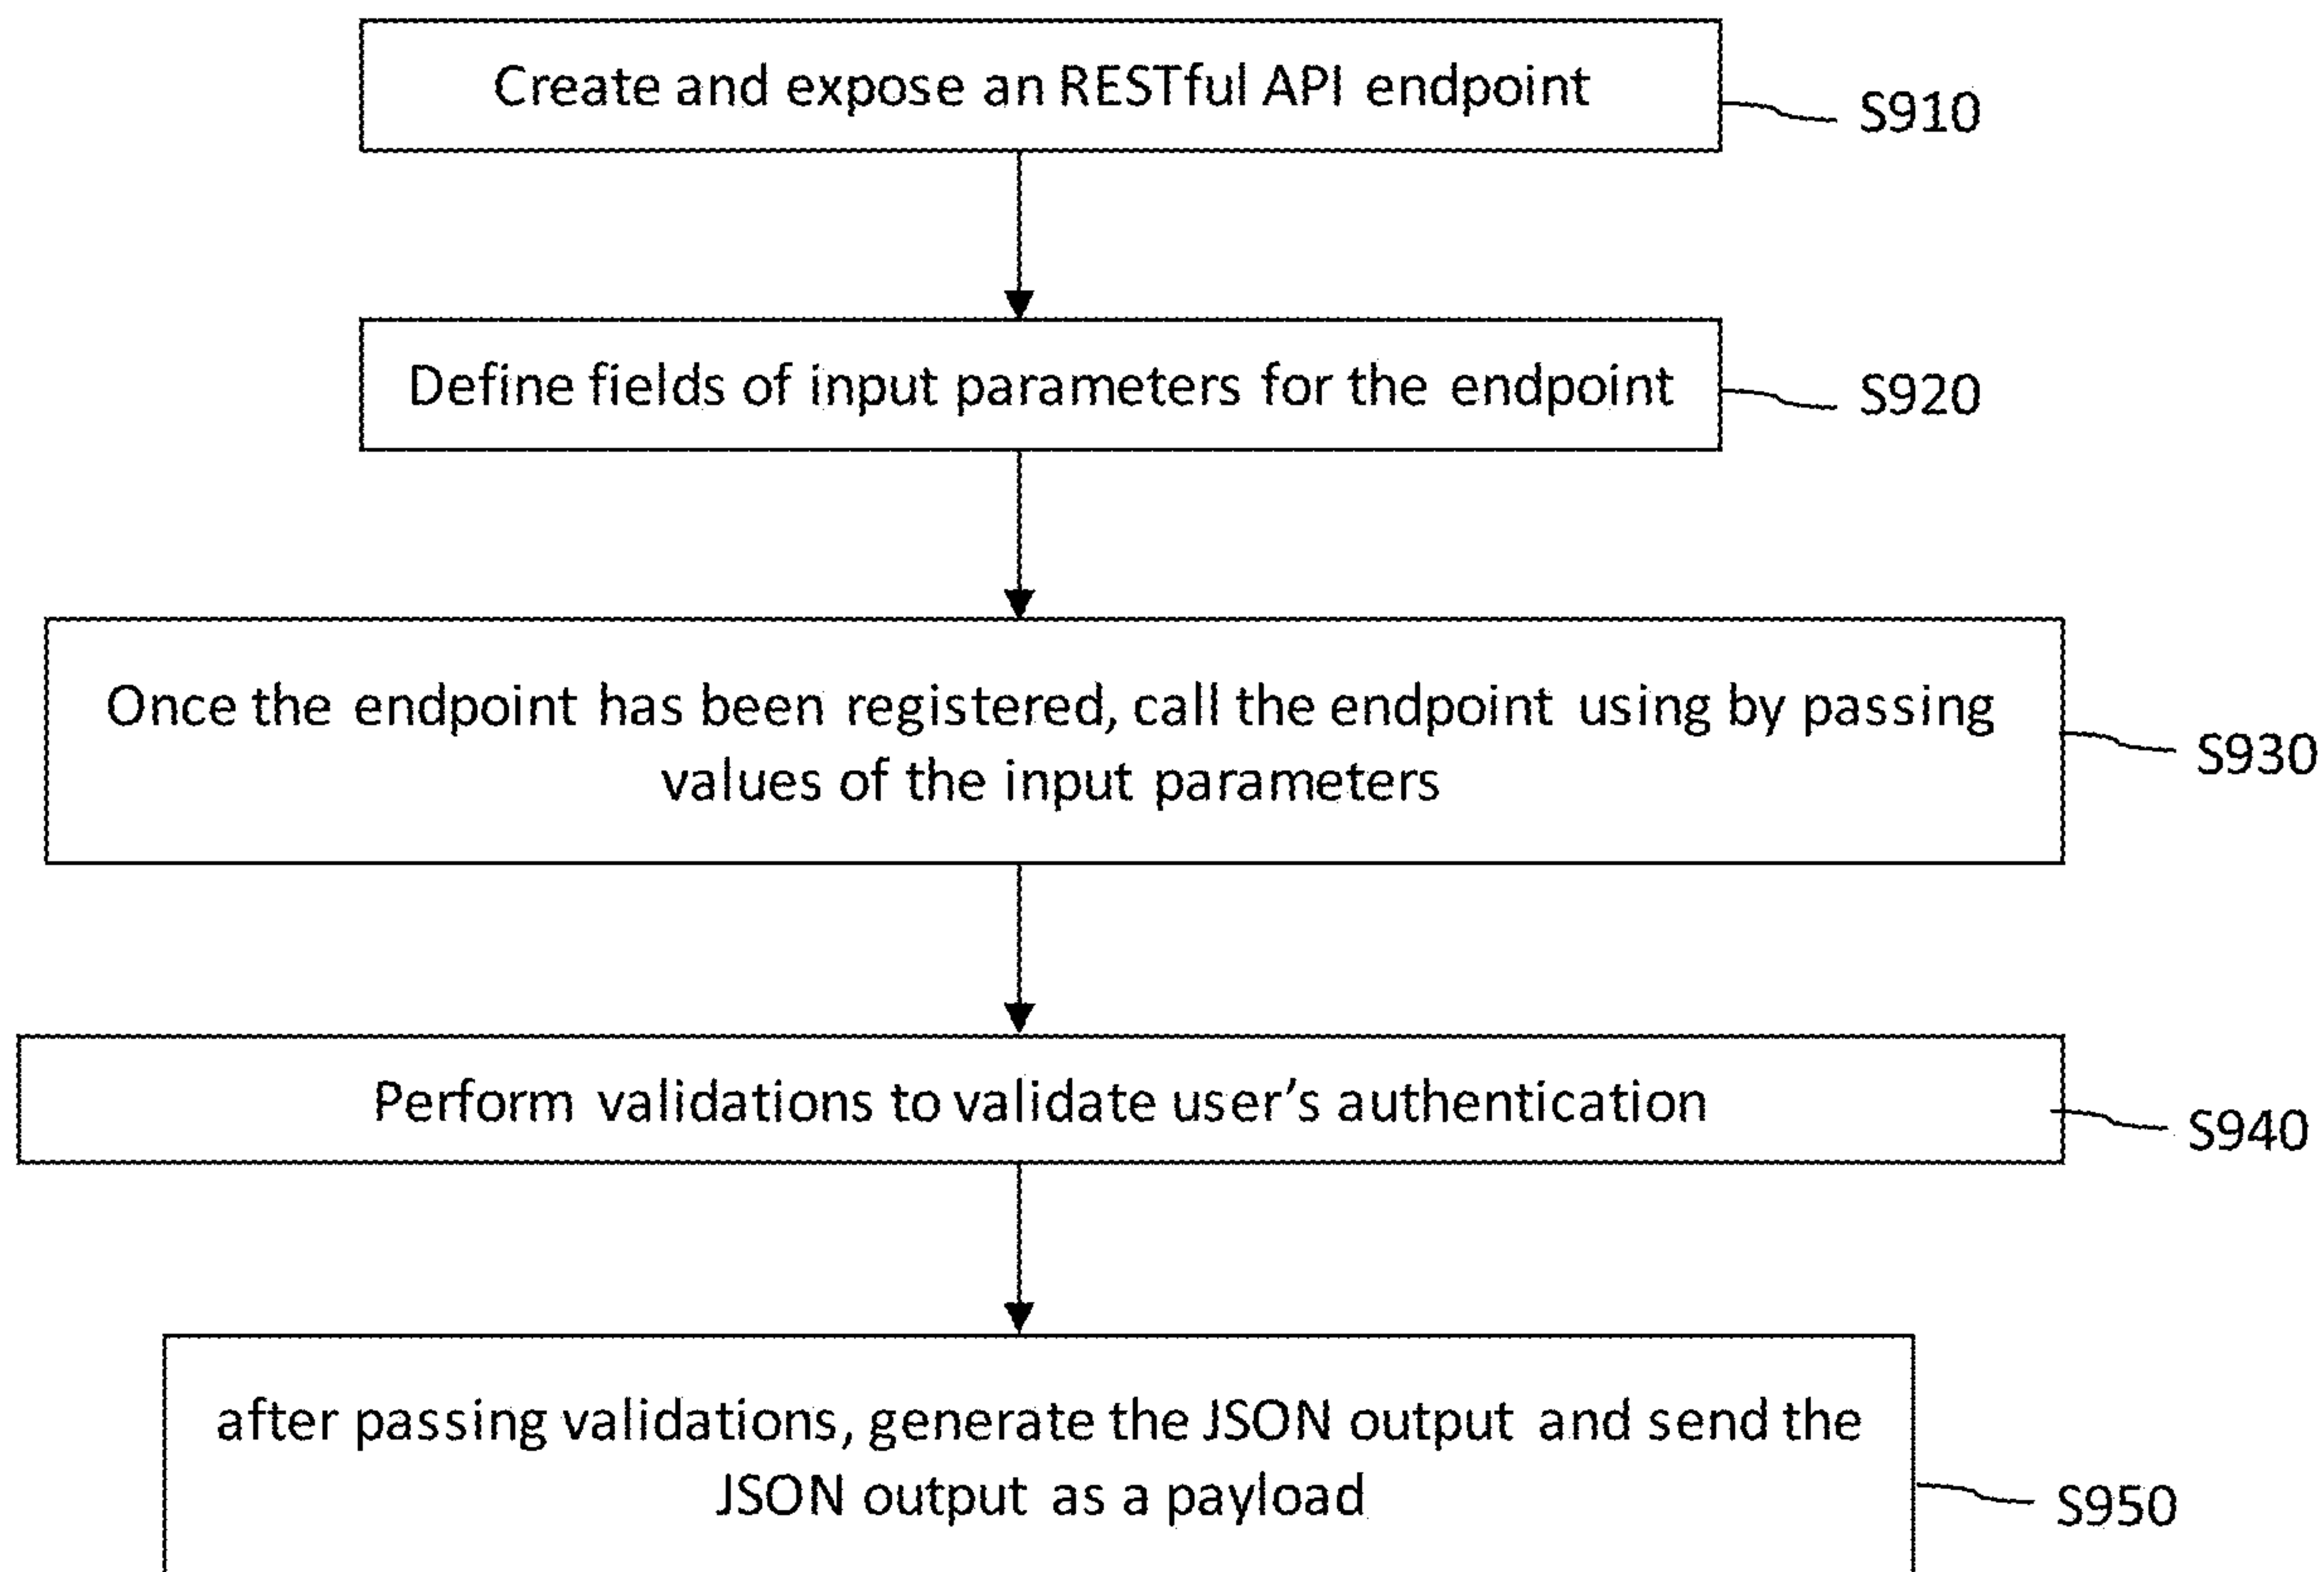 Create and expose an RESTful API endpoint
S910
Define fields of input parameters for the endpoint
S920
Once the endpoint has been registered, call the endpoint using by passing
values of the input parameters
S930
Perform validations to validate user’s authentication
S940
after passing validations, generate the JSON output and send the
JSON output as a payload
S950